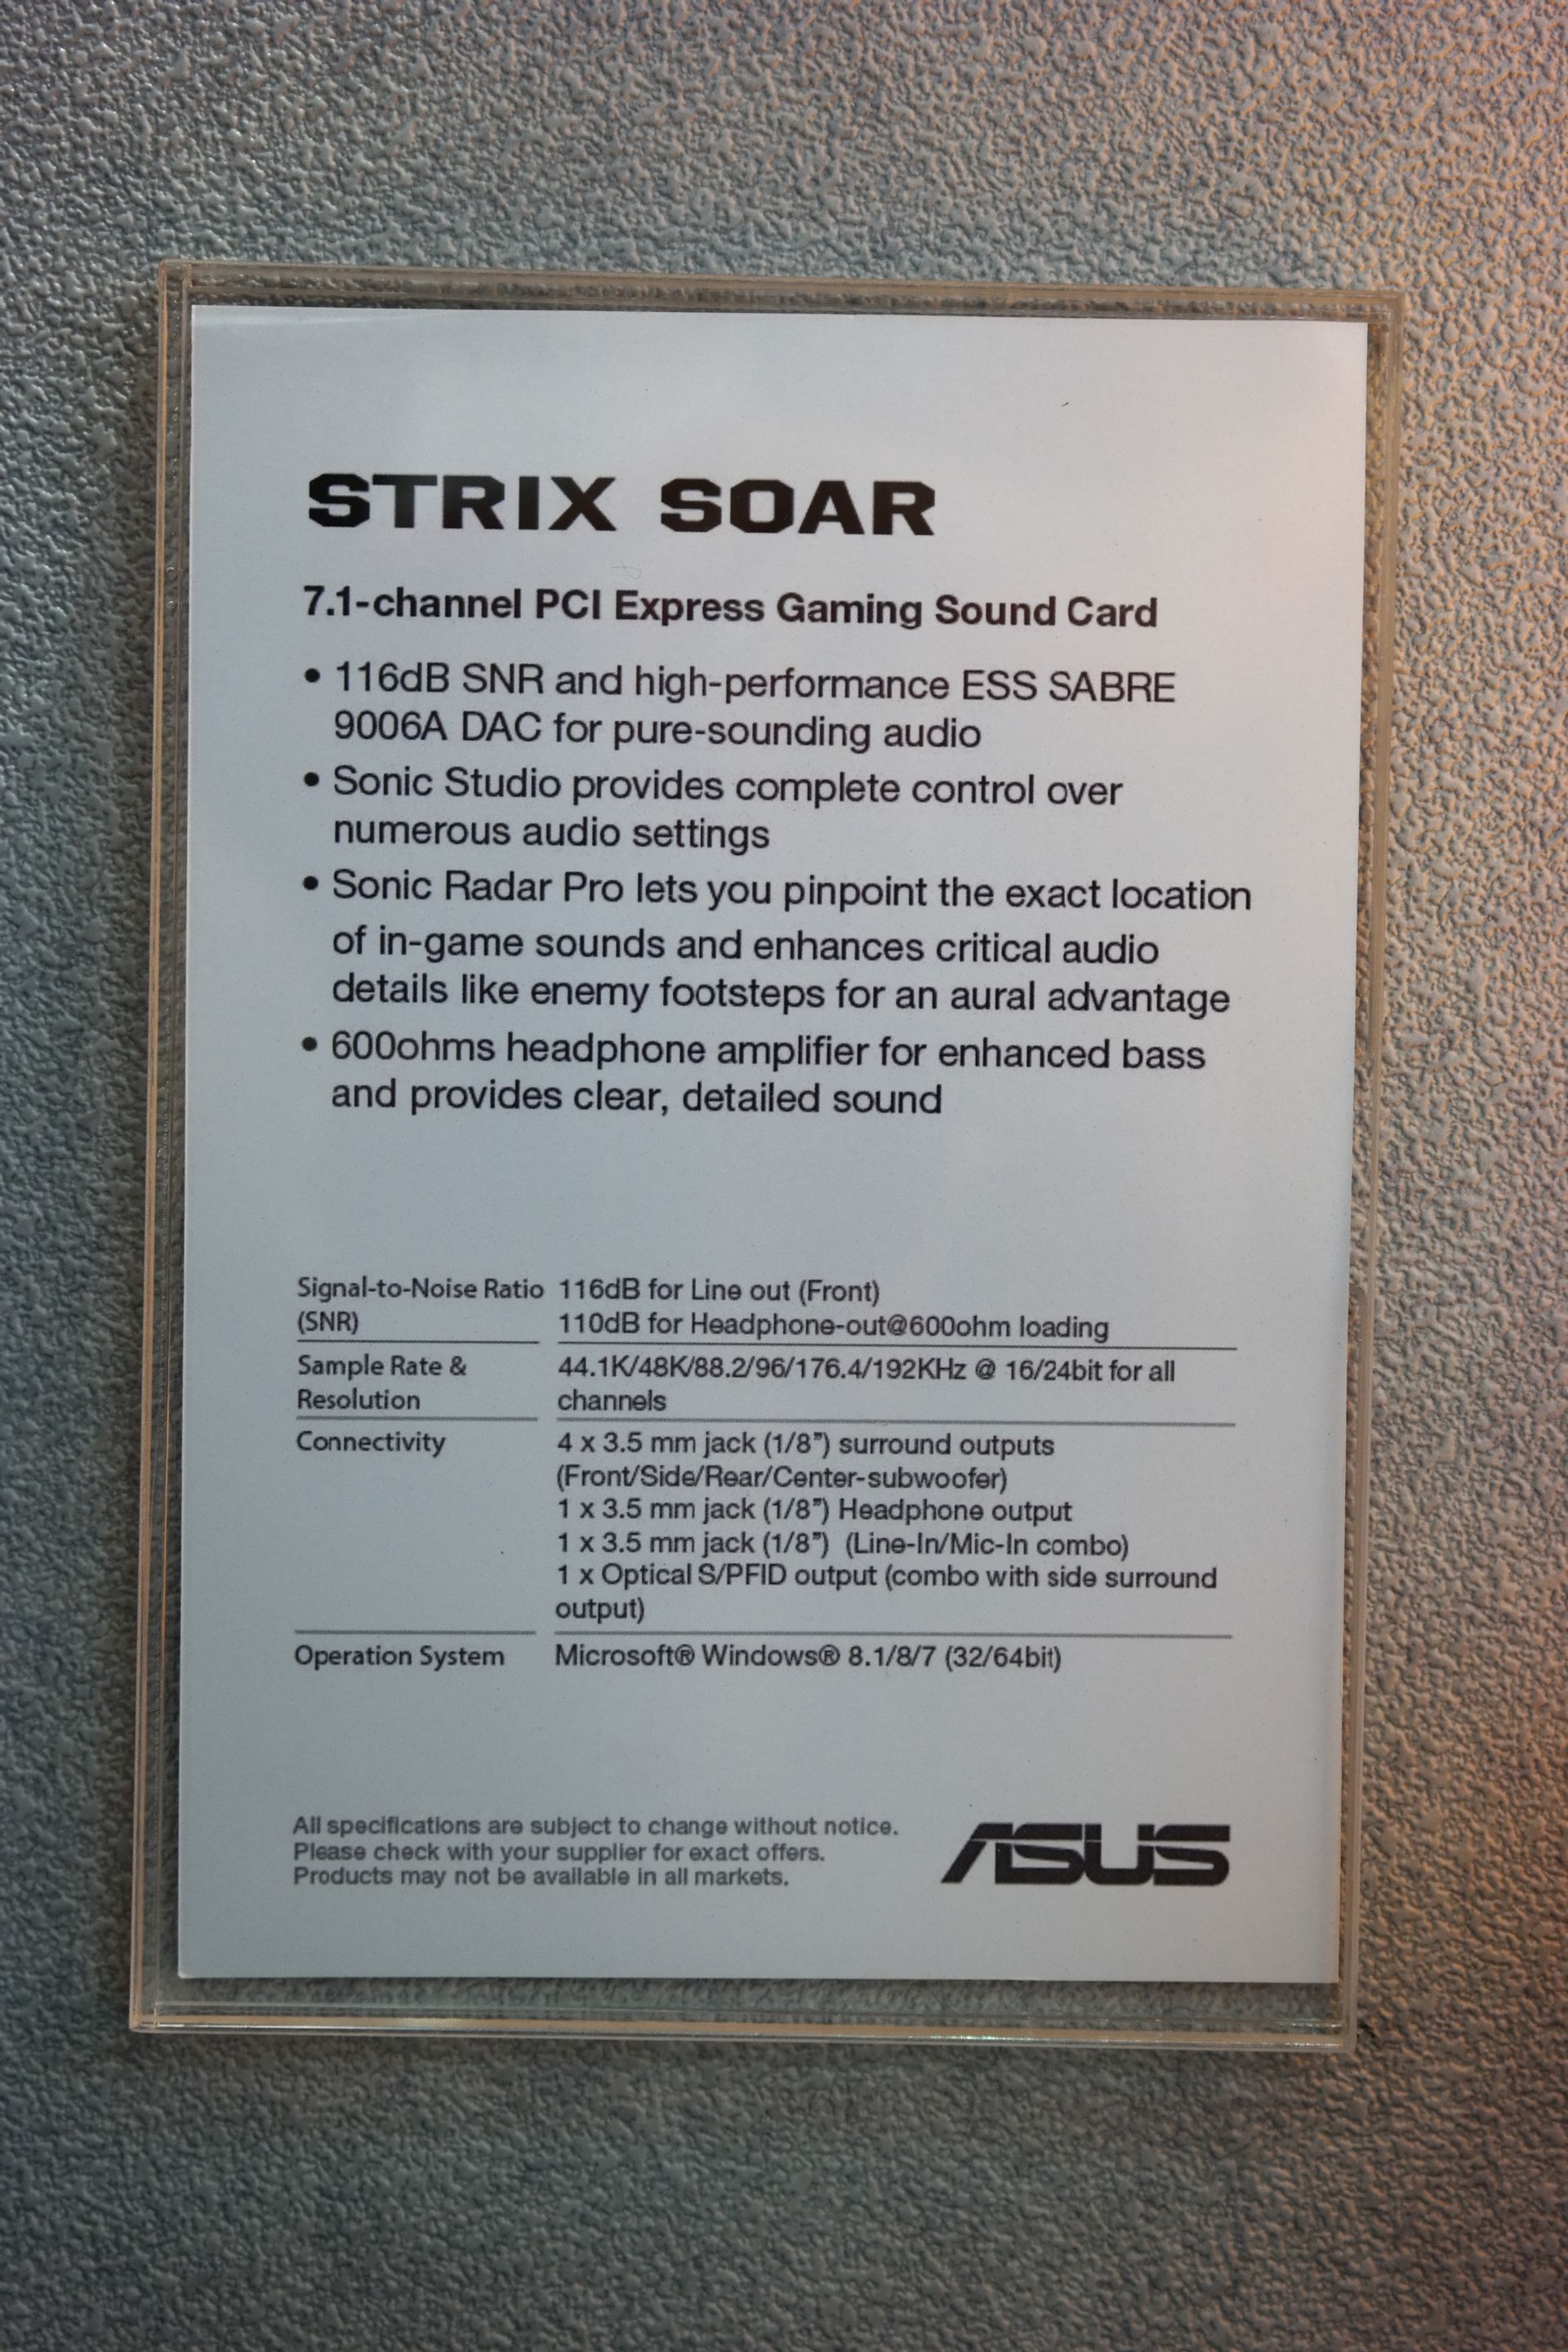 STRIX SOAR
7.1-channel PCI Express Gaming Sound Card
• 116dB SNR and high-performance ESS SABRE
9006A DAC for pure-sounding audio
• Sonic Studio provides complete control over
numerous audio settings
• Sonic Radar Pro lets you pinpoint the exact location
of in-game sounds and enhances critical audio
details like enemy footsteps for an aural advantage
• 600ohms headphone amplifier for enhanced bass
and provides clear, detailed sound
Signal-to-Noise Ratio 116dB for Line out (Front)
(SNR) 110dB for Headphone-out@600ohm loading
Sample Rate & 44.1K/48K/88.2/96/176.4/192KHz @ 16/24bit for all
Resolution channels
Connectivity 4 x 3.5 mm jack (1/8”) surround outputs
(Front/Side/Rear/Center-subwoofer)
1 x 3.5 mm jack (1/8”) Headphone output
1 x 3.5 mm jack (1/8”) (Line-In/Mic-In combo)
1 x Optical S/PFID output (combo with side surround
output)
Operation System Microsoft® Windows® 8.1/8/7 (32/64bit)
All specifications are subject to change without notice.
Please check with your supplier for exact offers.
Products may not be available in all markets.
ASUS